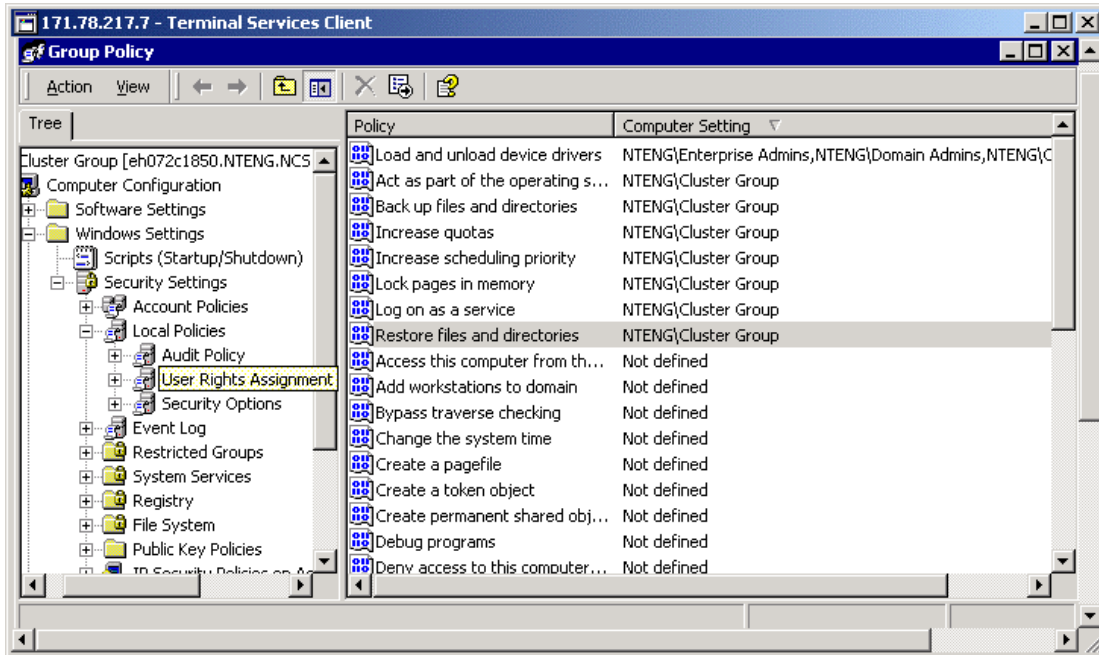 171.78.217.7 - Terminal Services Client
Group Policy
Action View
Tree
Cluster Group [eh072c1850.NTENG.NCS
Computer Configuration
Software Settings
Windows Settings
Scripts (Startup/Shutdown)
Security Settings
Account Policies
Local Policies
Audit Policy
User Rights Assignment
Security Options
Event Log
Restricted Groups
System Services
Registry
File System
Public Key Policies
IP Security Policies on
Policy Computer Setting
Load and unload device drivers NTENG\Enterprise Admins,NTENG\Domain Admins,NTENG\C
Act as part of the operating s... NTENG\Cluster Group
Back up files and directories NTENG\Cluster Group
Increase quotas NTENG\Cluster Group
Increase scheduling priority NTENG\Cluster Group
Lock pages in memory NTENG\Cluster Group
Log on as a service NTENG\Cluster Group
Restore files and directories NTENG\Cluster Group
Access this computer from th... Not defined
Add workstations to domain Not defined
Bypass traverse checking Not defined
Change the system time Not defined
Create a pagefile Not defined
Create a token object Not defined
Create permanent shared obj... Not defined
Debug programs Not defined
Deny access to this computer... Not defined